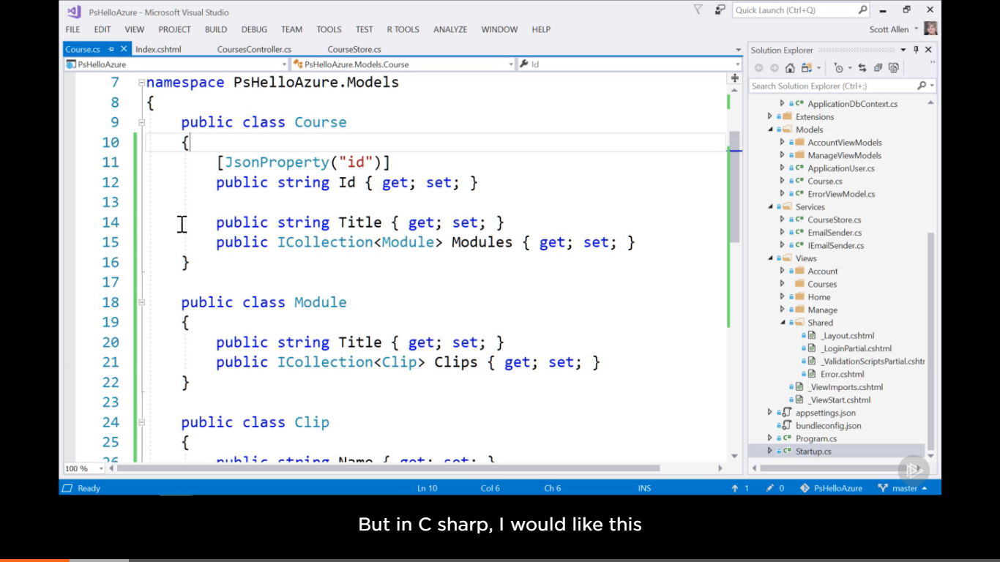 PsHelloAzure - Microsoft Visual Studio
Quick Launch (Ctrl+Q)
FILE EDIT VIEW PROJECT BUILD DEBUG TEAM TOOLS TEST R TOOLS ANALYZE WINDOW HELP
Scott Allen
Course.cs Index.cshtml CoursesController.cs CourseStore.cs
PsHelloAzure PsHelloAzure.Models.Course Id
7 namespace PsHelloAzure.Models
8 {
9 public class Course
10 {
11 [JsonProperty("id")]
12 public string Id { get; set; }
13
14 public string Title { get; set; }
15 public ICollection<Module> Modules { get; set; }
16 }
17
18 public class Module
19 {
20 public string Title { get; set; }
21 public ICollection<Clip> Clips { get; set; }
22 }
23
24 public class Clip
25 {
26 public string Name { get; set; }
100 %
Solution Explorer
Search Solution Explorer (Ctrl+;)
C# ApplicationDbContext.cs
Extensions
Models
AccountViewModels
ManageViewModels
C# ApplicationUser.cs
C# Course.cs
C# ErrorViewModel.cs
Services
C# CourseStore.cs
C# EmailSender.cs
C# IEmailSender.cs
Views
Account
Courses
Home
Manage
Shared
_Layout.cshtml
_LoginPartial.cshtml
_ValidationScriptsPartial.cshtm
Error.cshtml
_ViewImports.cshtml
_ViewStart.cshtml
appsettings.json
bundleconfig.json
C# Program.cs
C# Startup.cs
Ready Ln 10 Col 6 Ch 6 INS 1 0 PsHelloAzure master
But in C sharp, I would like this